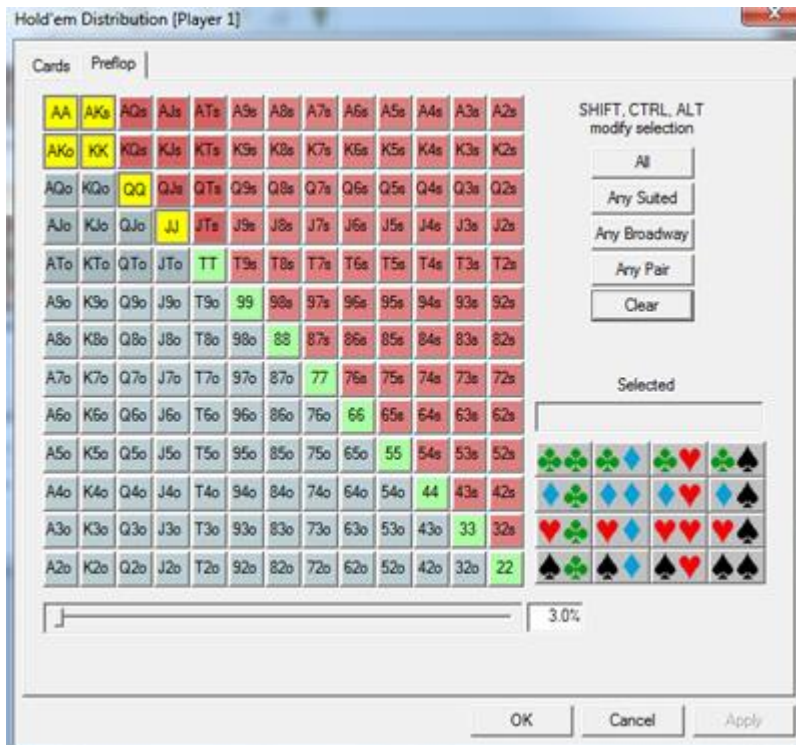 Hold'em Distribution [Player 1]
Cards Preflop
AA AKs AQs AJs ATs A9s A8s A7s A6s A5s A4s A3s A2s
AKo KK KQs KJs KTs K9s K8s K7s K6s K5s K4s K3s K2s
AQo KQo QQ QJs QTs Q9s Q8s Q7s Q6s Q5s Q4s Q3s Q2s
AJo KJo QJo JJ JTs J9s J8s J7s J6s J5s J4s J3s J2s
ATo KTo QTo JTo TT T9s T8s T7s T6s T5s T4s T3s T2s
A9o K9o Q9o J9o T9o 99 98s 97s 96s 95s 94s 93s 92s
A8o K8o Q8o J8o T8o 98o 88 87s 86s 85s 84s 83s 82s
A7o K7o Q7o J7o T7o 97o 87o 77 76s 75s 74s 73s 72s
A6o K6o Q6o J6o T6o 96o 86o 76o 66 65s 64s 63s 62s
A5o K5o Q5o J5o T5o 95o 85o 75o 65o 55 54s 53s 52s
A4o K4o Q4o J4o T4o 94o 84o 74o 64o 54o 44 43s 42s
A3o K3o Q3o J3o T3o 93o 83o 73o 63o 53o 43o 33 32s
A2o K2o Q2o J2o T2o 92o 82o 72o 62o 52o 42o 32o 22
SHIFT, CTRL, ALT
modify selection
All
Any Suited
Any Broadway
Any Pair
Clear
Selected
3.0%
OK Cancel Apply